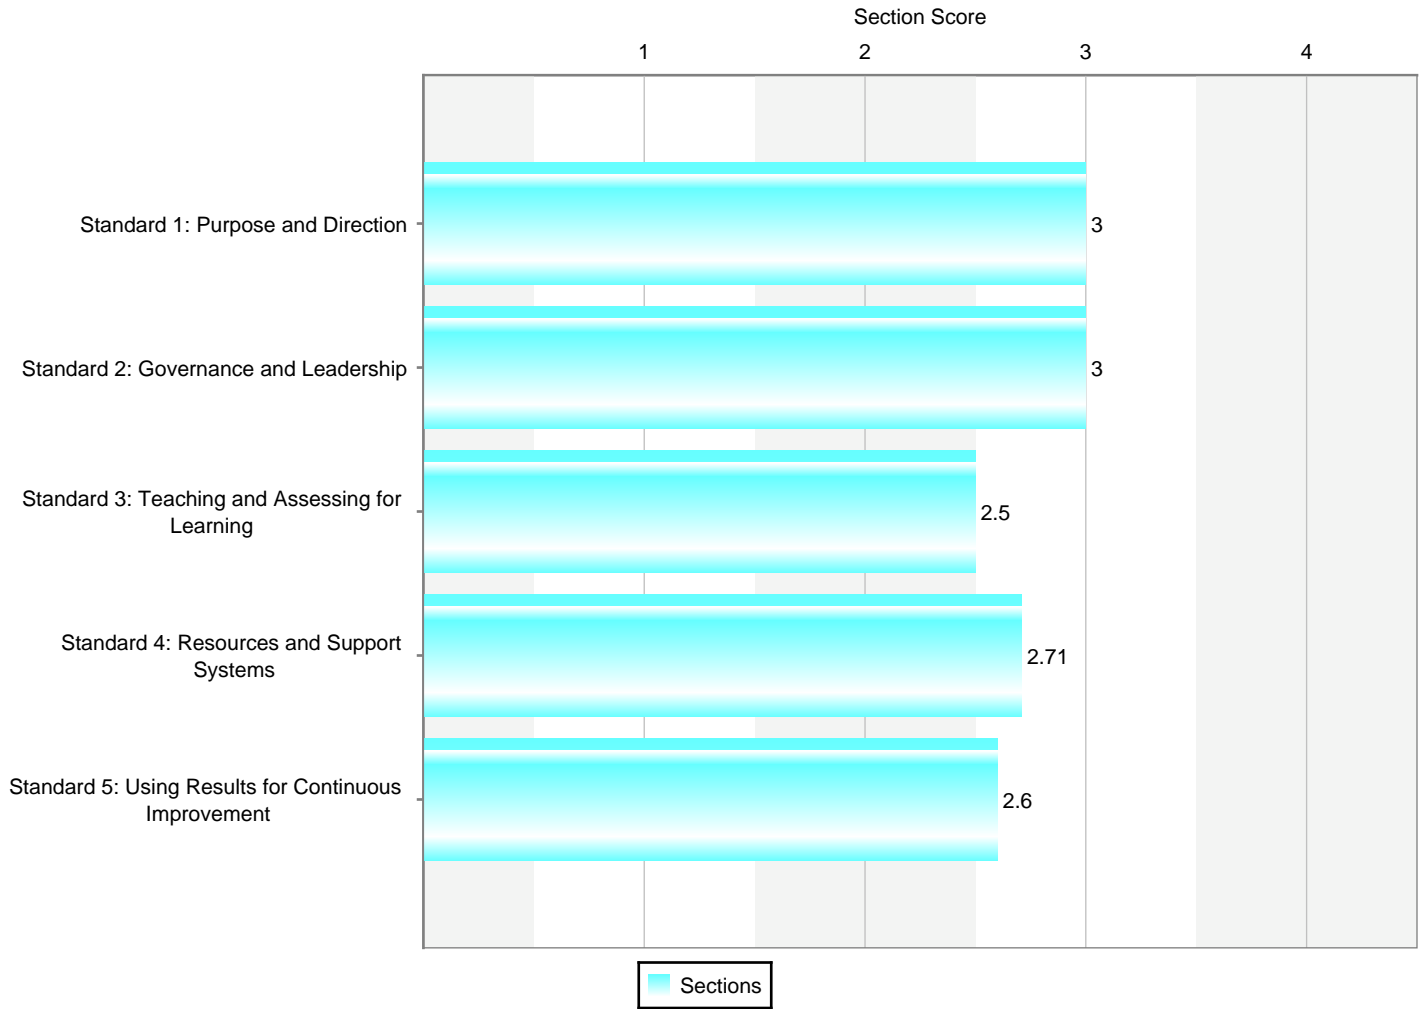 Section Score
1 2 3 4
Standard 1: Purpose and Direction
3
Standard 2: Governance and Leadership
3
Standard 3: Teaching and Assessing for
Learning
2.5
Standard 4: Resources and Support
Systems
2.71
Standard 5: Using Results for Continuous
Improvement
2.6
Sections